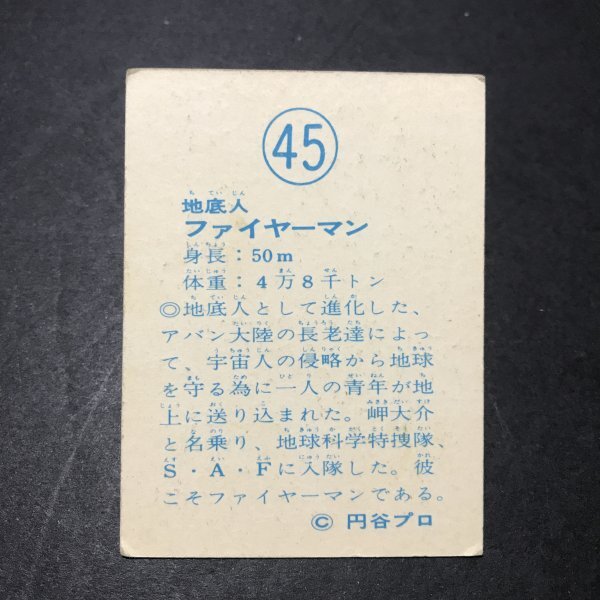 45
地底人
ファイヤーマン
身長：50m
体重：4万8千トン
◎地底人として進化した、
アバン大陸の長老達によっ
て、宇宙人の侵略から地球
を守る為に一人の青年が地
上に送り込まれた。岬大介
と名乗り、地球科学特捜隊、
S・A・Fに入隊した。彼
こそファイヤーマンである。
© 円谷プロ